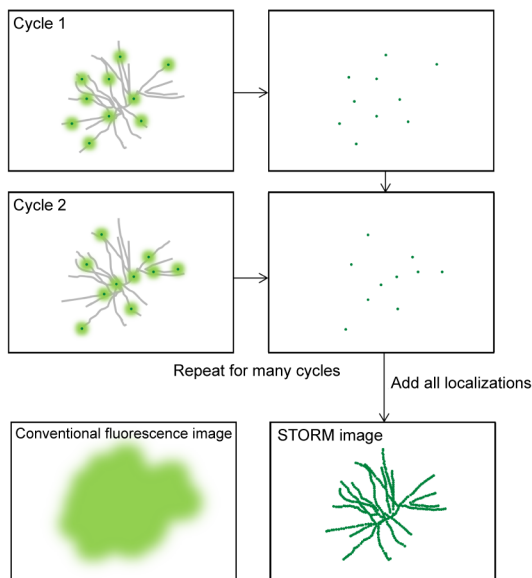 Cycle 1
Cycle 2
Repeat for many cycles
Add all localizations
Conventional fluorescence image
STORM image